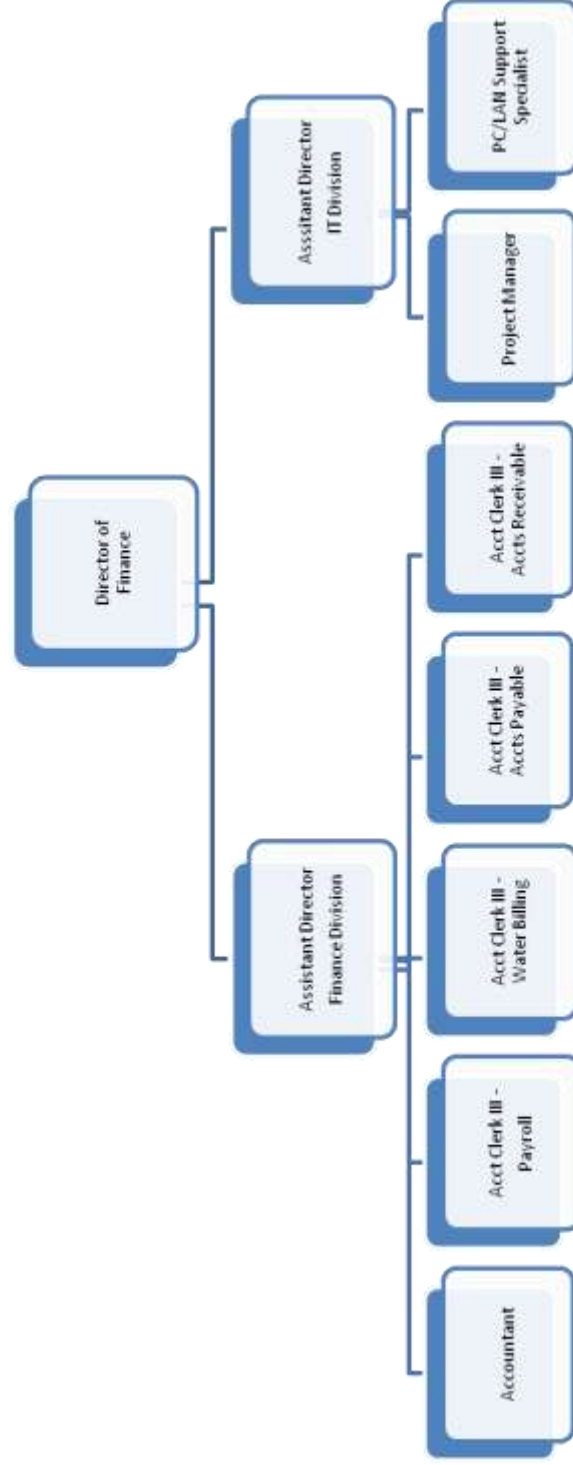 Director of
Finance
Assistant Director
Finance Division
Asssitant Director
IT Division
Accountant
Acct Clerk III -
Payroll
Acct Clerk III -
Water Billing
Acct Clerk III -
Accts Payable
Acct Clerk III -
Accts Receivable
Project Manager
PC/LAN Support
Specialist